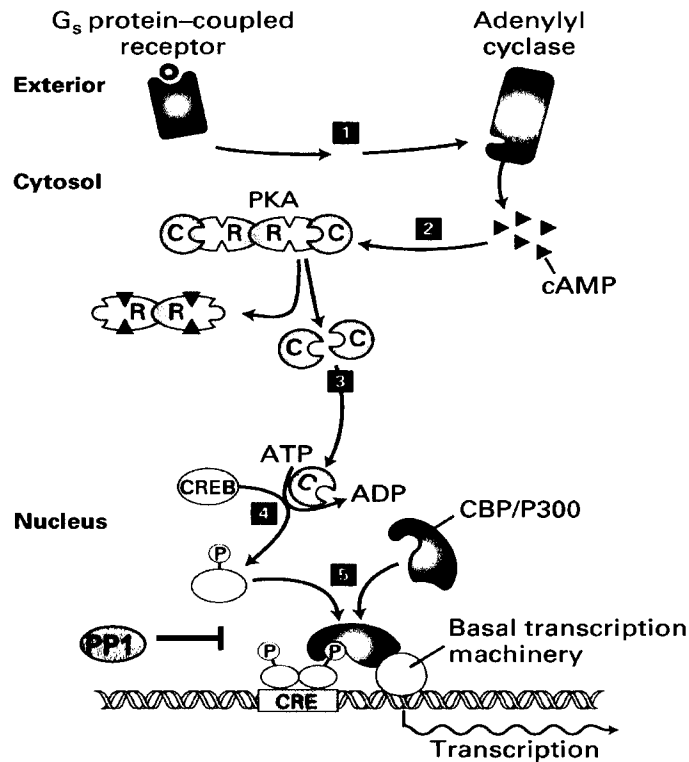 G_s protein–coupled
receptor
Adenylyl
cyclase
Exterior
1
Cytosol
PKA
C R R C
2
cAMP
R R
C C
3
ATP
C
CREB
ADP
4
Nucleus
CBP/P300
P
5
PP1
Basal transcription
machinery
P P
CRE
Transcription